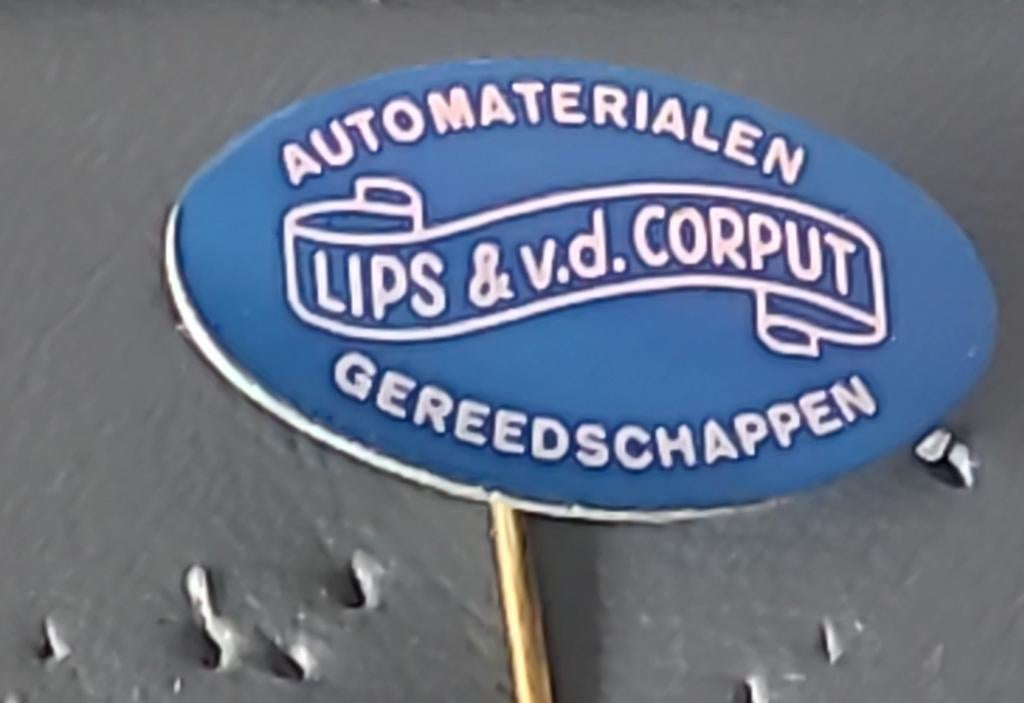 AUTOMATERIALEN
LIPS & v.d. CORPUT
GEREEDSCHAPPEN